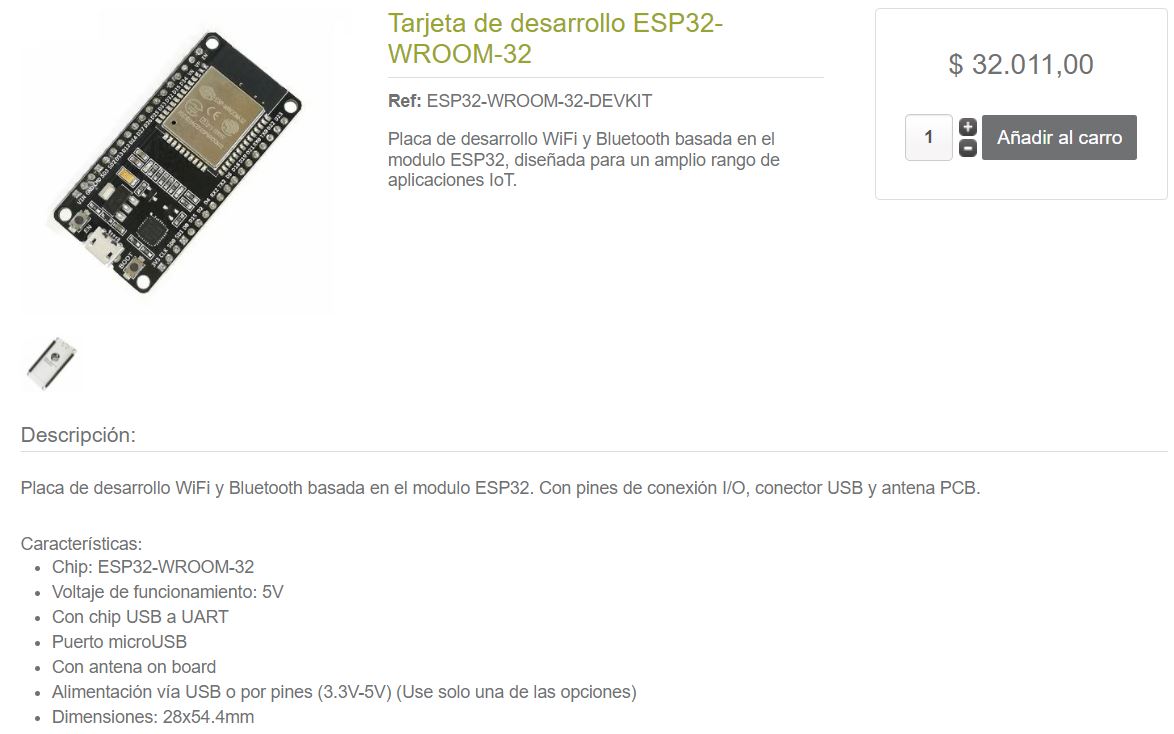 Tarjeta de desarrollo ESP32-
WROOM-32
Ref: ESP32-WROOM-32-DEVKIT
Placa de desarrollo WiFi y Bluetooth basada en el
modulo ESP32, diseñada para un amplio rango de
aplicaciones IoT.
$ 32.011,00
1
+
-
Añadir al carro
EN
BOOT
Descripción:
Placa de desarrollo WiFi y Bluetooth basada en el modulo ESP32. Con pines de conexión I/O, conector USB y antena PCB.
Características:
• Chip: ESP32-WROOM-32
• Voltaje de funcionamiento: 5V
• Con chip USB a UART
• Puerto microUSB
• Con antena on board
• Alimentación vía USB o por pines (3.3V-5V) (Use solo una de las opciones)
• Dimensiones: 28x54.4mm